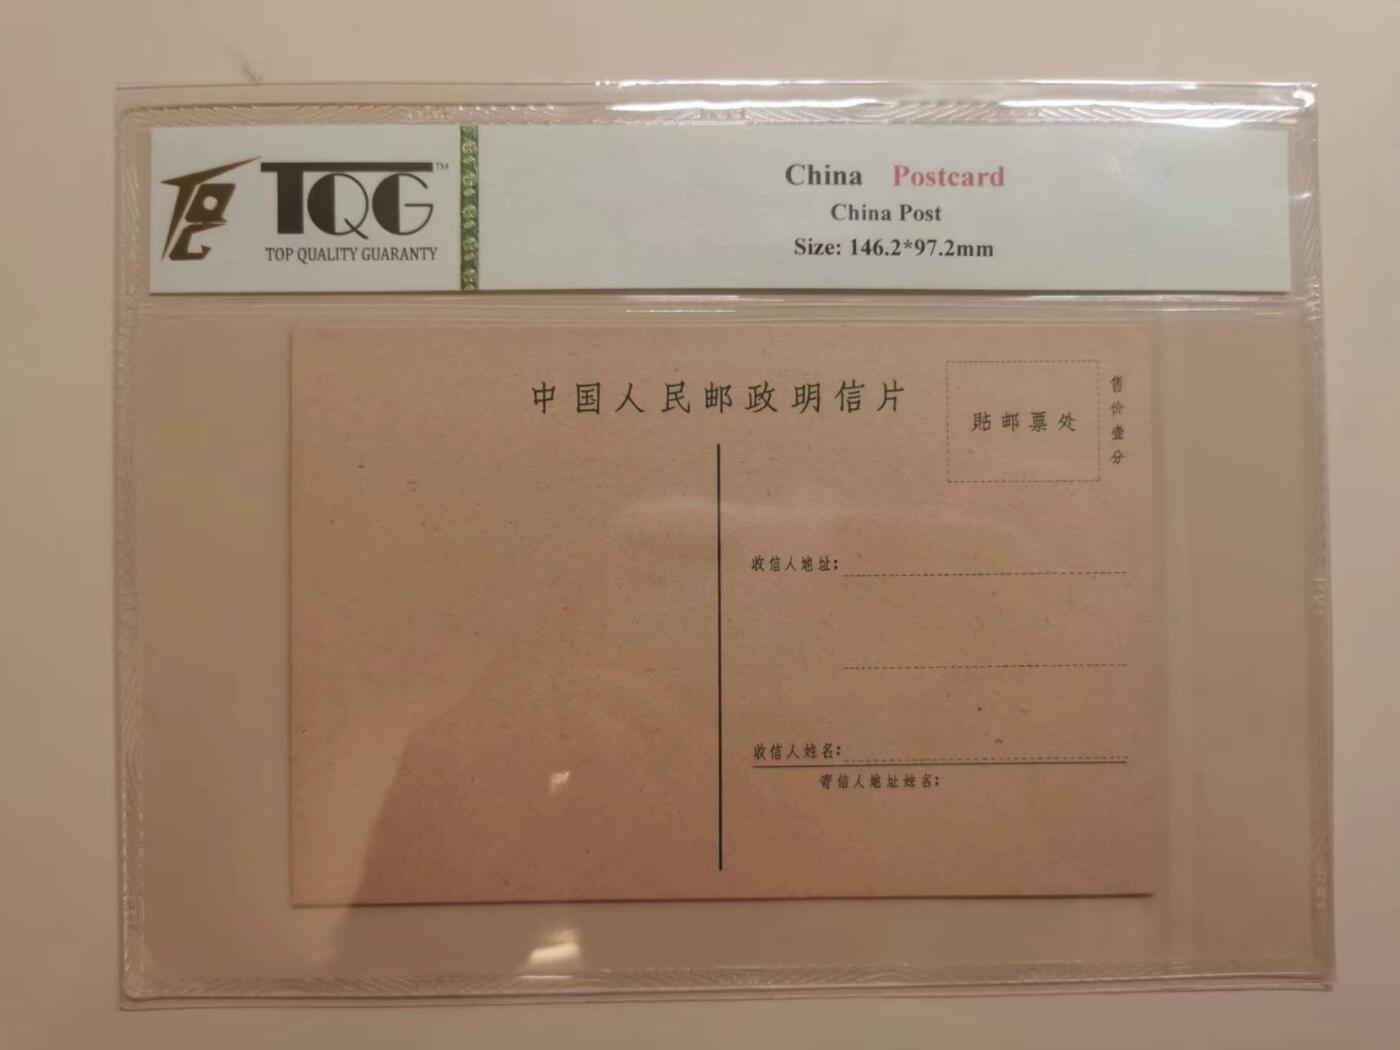 TQG™
TOP QUALITY GUARANTY
China Postcard
China Post
Size: 146.2*97.2mm
中国人民邮政明信片
貼邮票处
售价壹分
收信人地址:
收信人姓名:
寄信人地址姓名: